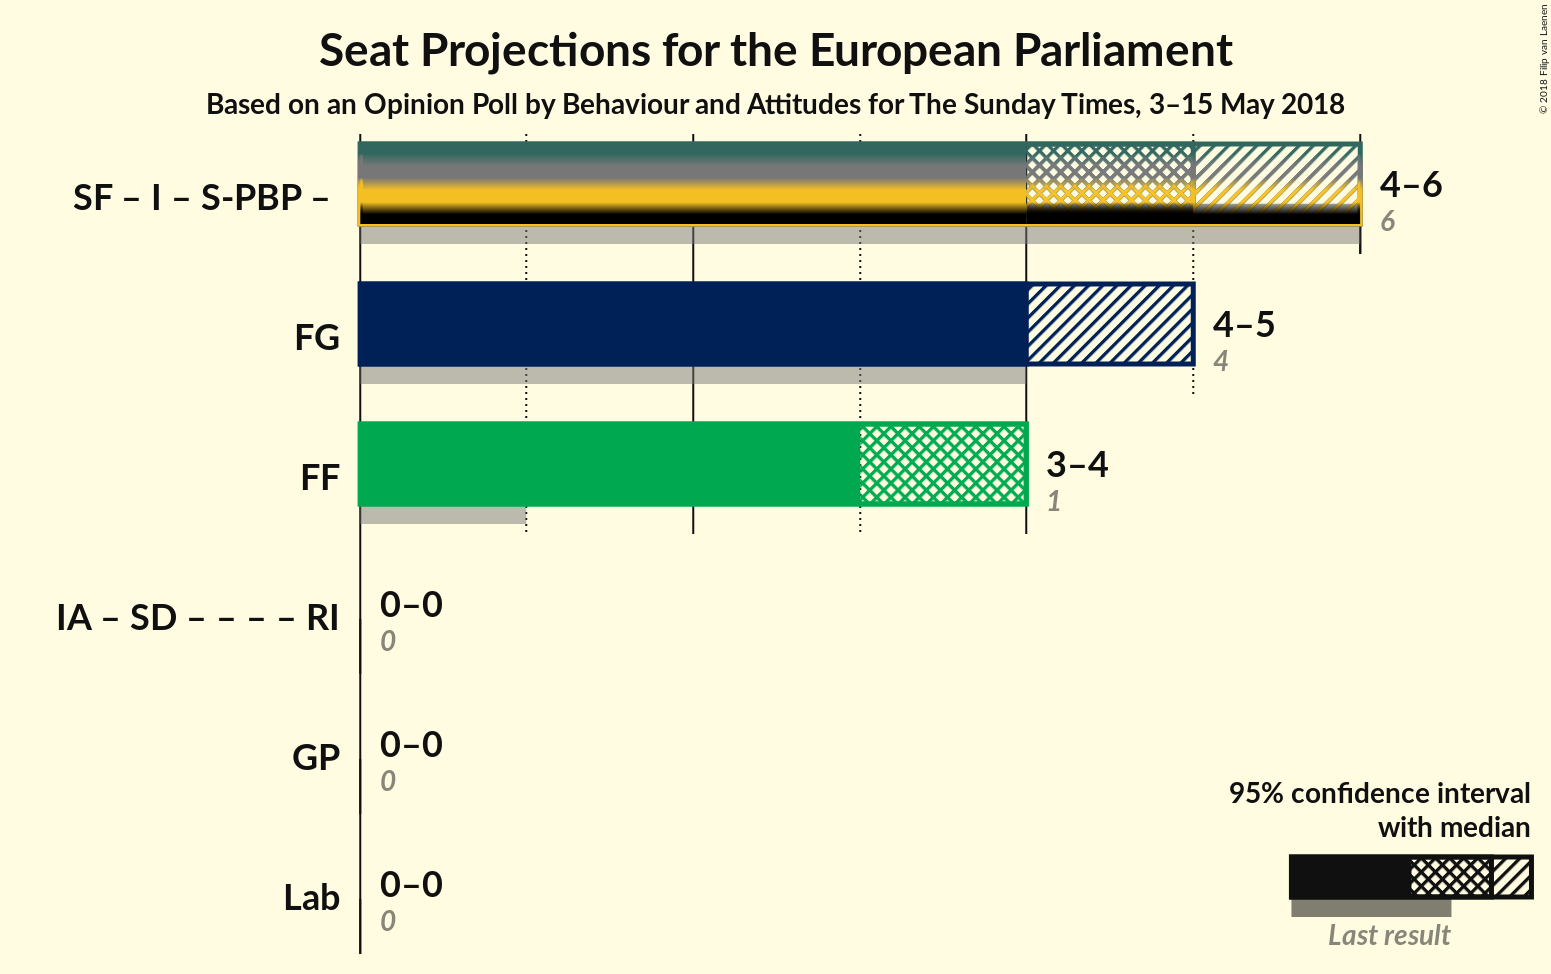 Seat Projections for the European Parliament
Based on an Opinion Poll by Behaviour and Attitudes for The Sunday Times, 3–15 May 2018
© 2018 Filip van Laenen
SF – I – S-PBP –
4–6
6
FG
4–5
4
FF
3–4
1
IA – SD – – – – RI
0–0
0
GP
0–0
0
Lab
0–0
0
95% confidence interval
with median
Last result